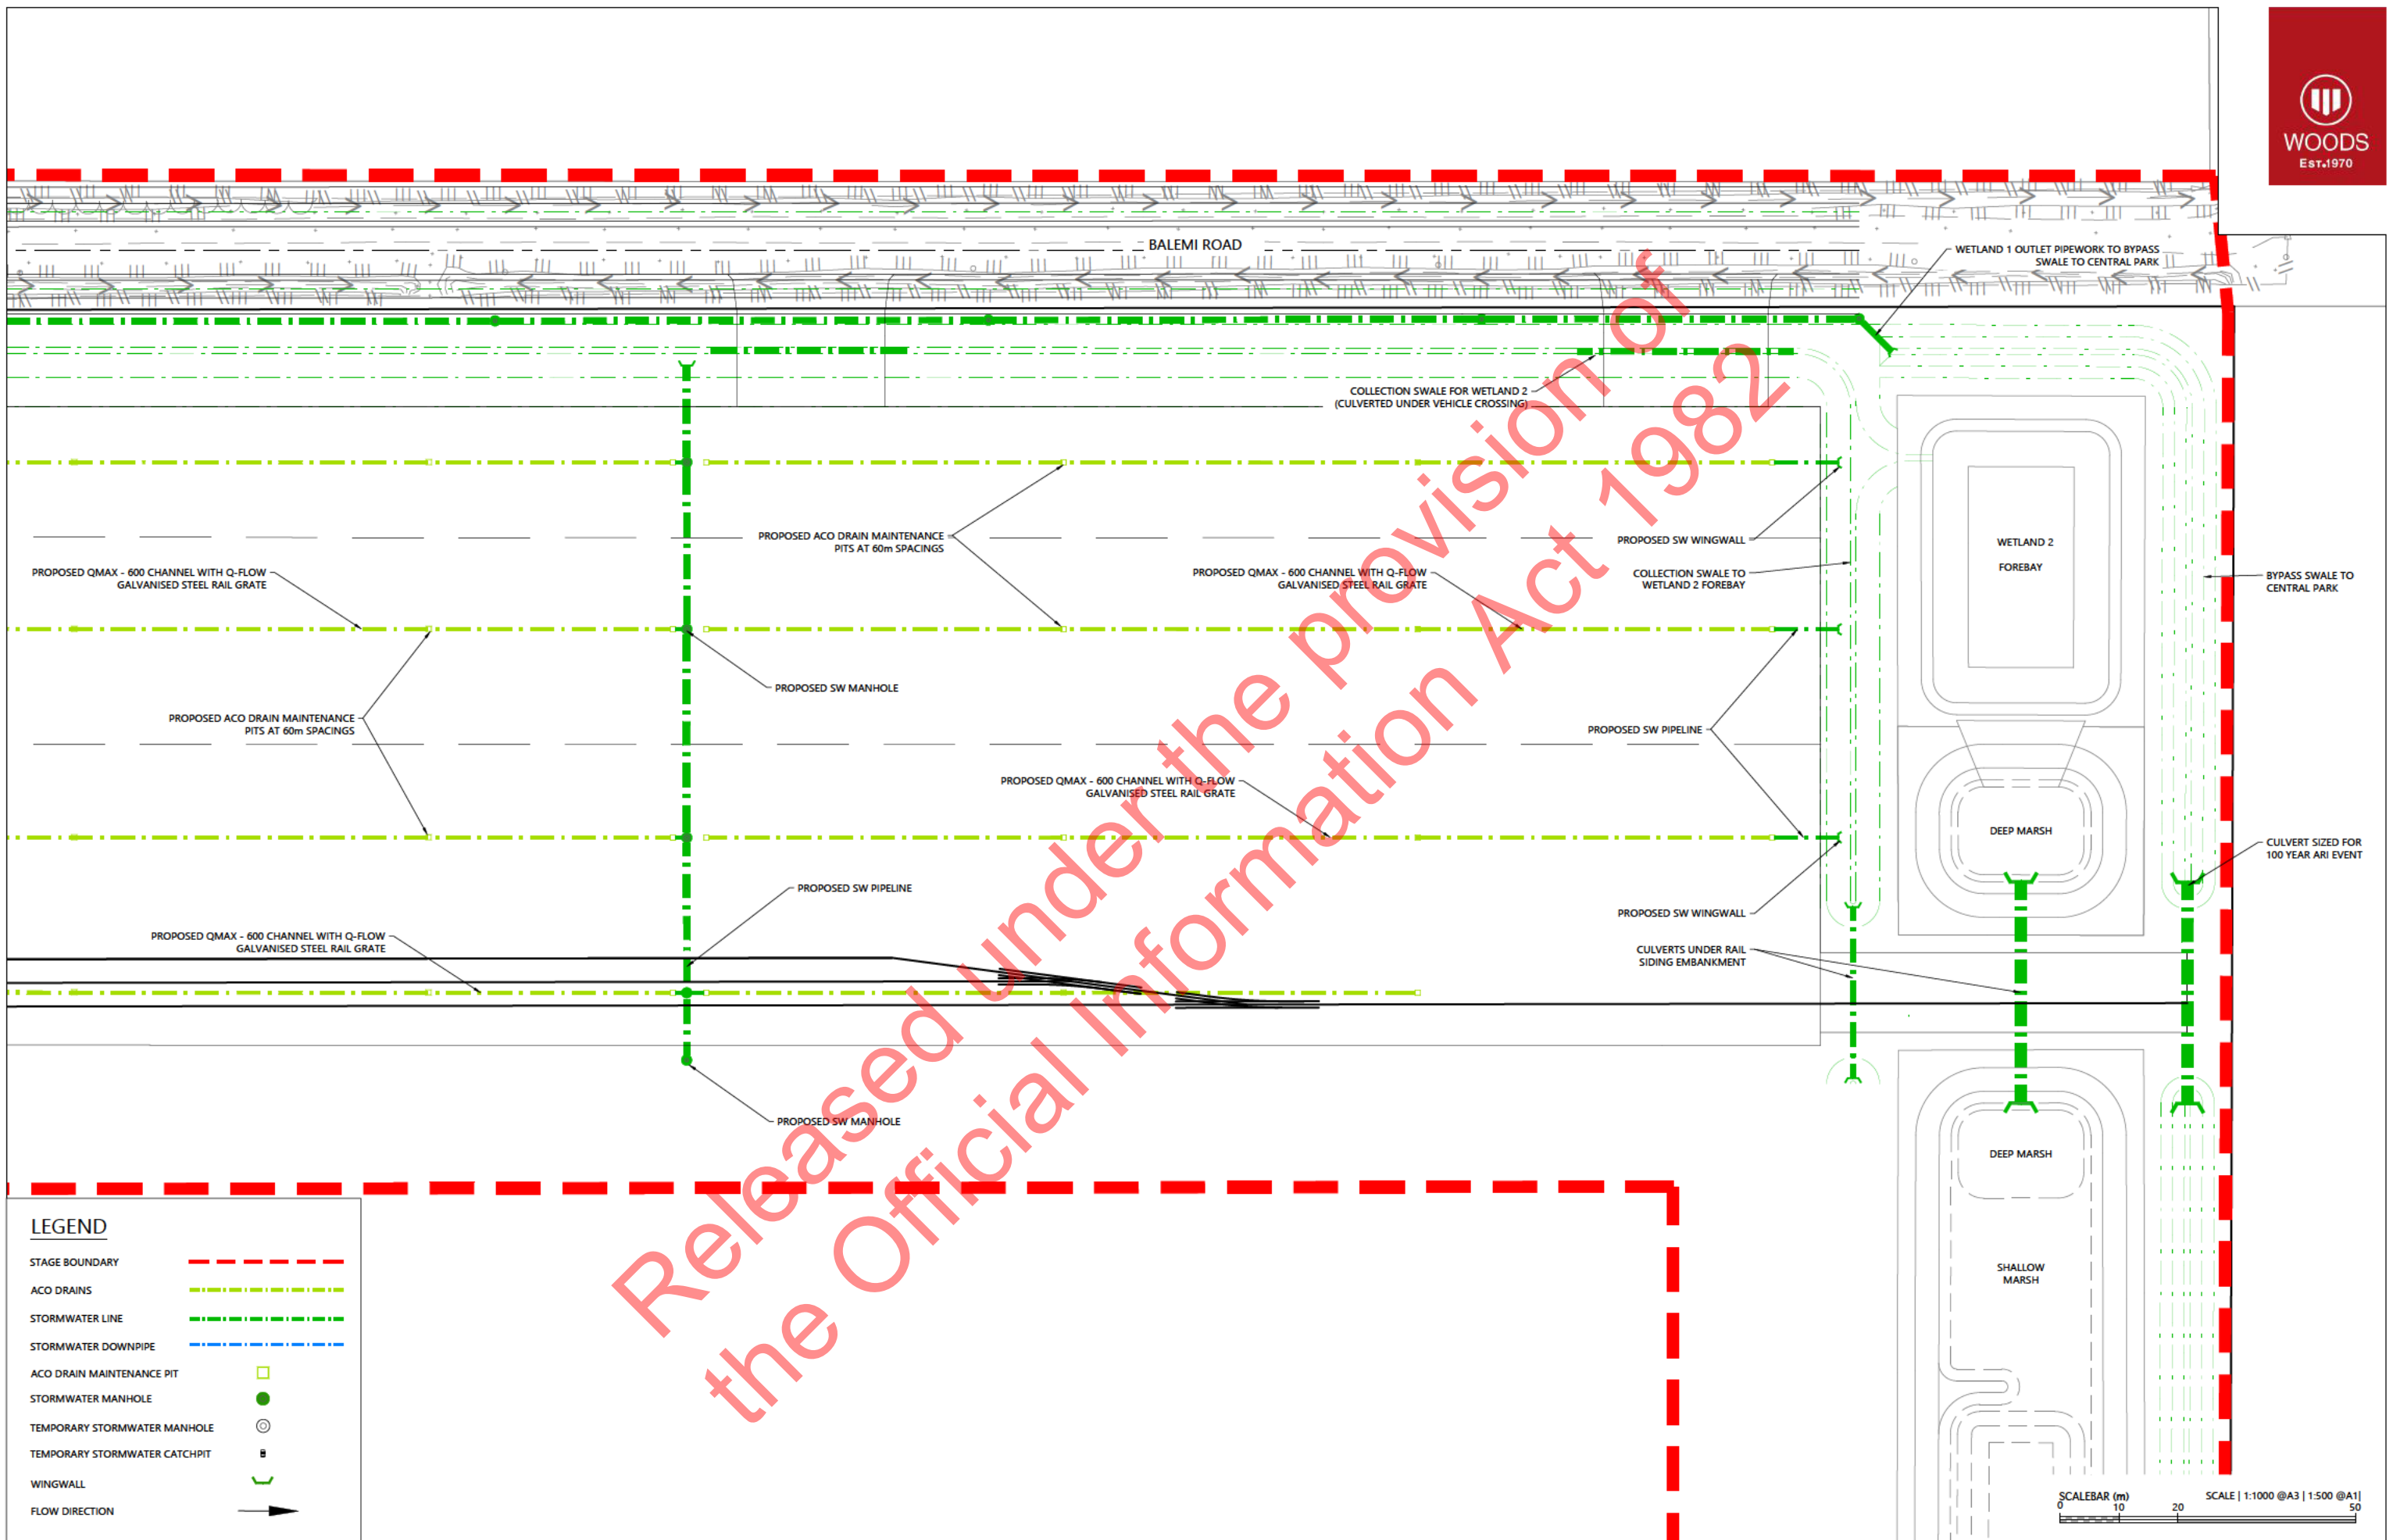 WOODS
EST.1970
BALEMI ROAD
WETLAND 1 OUTLET PIPEWORK TO BYPASS
SWALE TO CENTRAL PARK
COLLECTION SWALE FOR WETLAND 2
(CULVERTED UNDER VEHICLE CROSSING)
PROPOSED ACO DRAIN MAINTENANCE
PITS AT 60m SPACINGS
PROPOSED SW WINGWALL
WETLAND 2
FOREBAY
PROPOSED QMAX - 600 CHANNEL WITH Q-FLOW
GALVANISED STEEL RAIL GRATE
PROPOSED QMAX - 600 CHANNEL WITH Q-FLOW
GALVANISED STEEL RAIL GRATE
COLLECTION SWALE TO
WETLAND 2 FOREBAY
BYPASS SWALE TO
CENTRAL PARK
PROPOSED SW MANHOLE
PROPOSED ACO DRAIN MAINTENANCE
PITS AT 60m SPACINGS
PROPOSED SW PIPELINE
PROPOSED QMAX - 600 CHANNEL WITH Q-FLOW
GALVANISED STEEL RAIL GRATE
DEEP MARSH
CULVERT SIZED FOR
100 YEAR ARI EVENT
PROPOSED SW PIPELINE
PROPOSED SW WINGWALL
PROPOSED QMAX - 600 CHANNEL WITH Q-FLOW
GALVANISED STEEL RAIL GRATE
CULVERTS UNDER RAIL
SIDING EMBANKMENT
PROPOSED SW MANHOLE
DEEP MARSH
SHALLOW
MARSH
Released under the provision of
the Official Information Act 1982
LEGEND
STAGE BOUNDARY
ACO DRAINS
STORMWATER LINE
STORMWATER DOWNPIPE
ACO DRAIN MAINTENANCE PIT
STORMWATER MANHOLE
TEMPORARY STORMWATER MANHOLE
TEMPORARY STORMWATER CATCHPIT
WINGWALL
FLOW DIRECTION
SCALEBAR (m) SCALE | 1:1000 @A3 | 1:500 @A1|
0 10 20 50